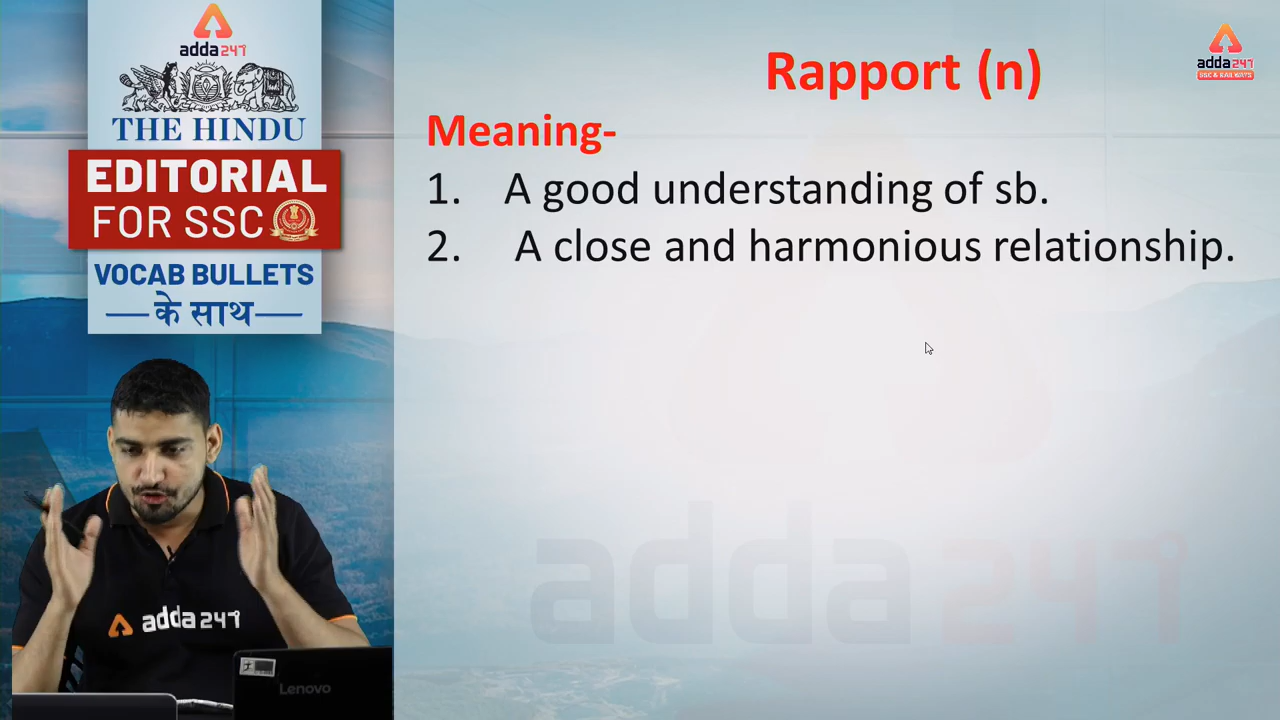 adda247
THE HINDU
EDITORIAL
FOR SSC
VOCAB BULLETS
के साथ
Rapport (n)
Meaning-
1. A good understanding of sb.
2. A close and harmonious relationship.
adda247
SSC & RAILWAYS
adda247
adda247
Lenovo